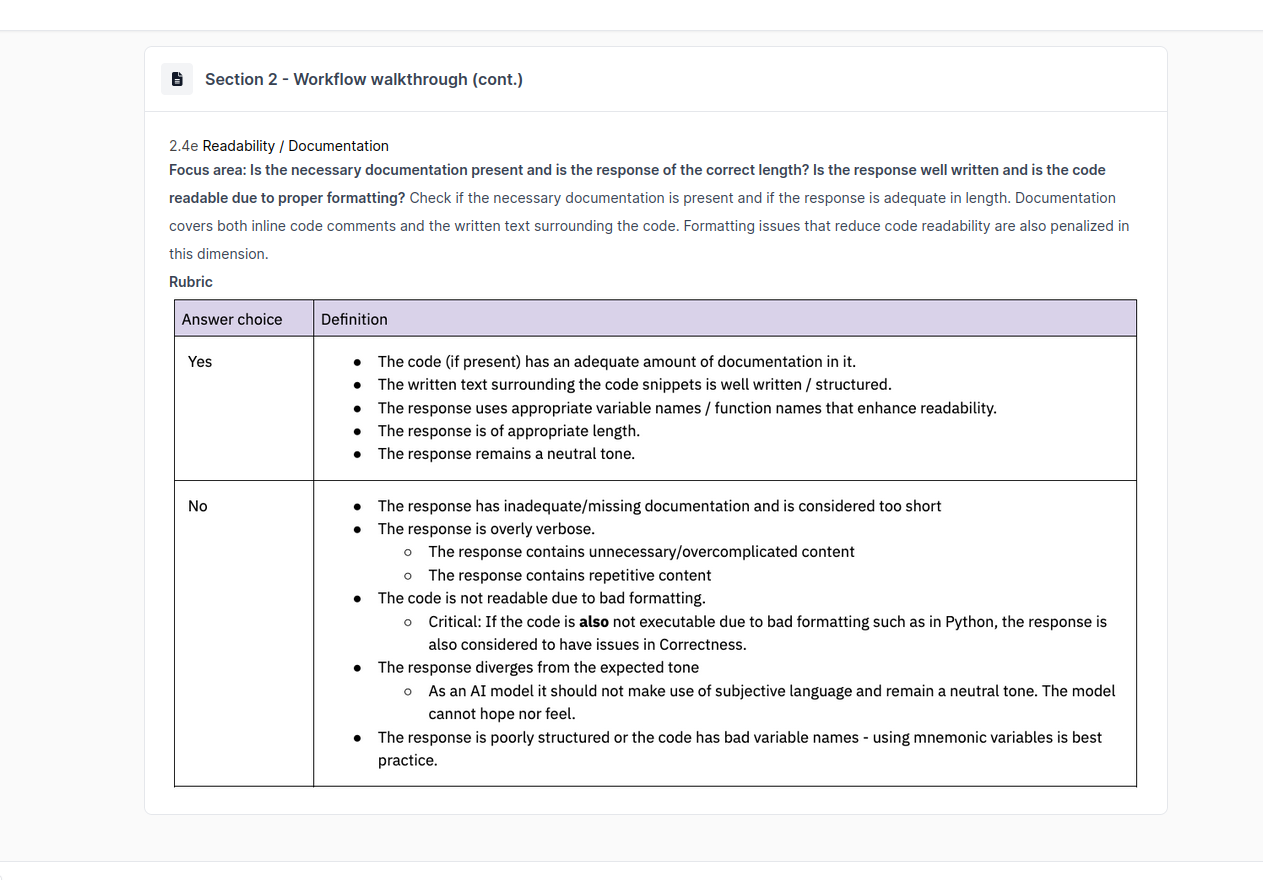 Section 2 - Workflow walkthrough (cont.)
2.4e Readability / Documentation
Focus area: Is the necessary documentation present and is the response of the correct length? Is the response well written and is the code
readable due to proper formatting? Check if the necessary documentation is present and if the response is adequate in length. Documentation
covers both inline code comments and the written text surrounding the code. Formatting issues that reduce code readability are also penalized in
this dimension.
Rubric
Answer choice Definition
Yes
● The code (if present) has an adequate amount of documentation in it.
● The written text surrounding the code snippets is well written / structured.
● The response uses appropriate variable names / function names that enhance readability.
● The response is of appropriate length.
● The response remains a neutral tone.
No
● The response has inadequate/missing documentation and is considered too short
● The response is overly verbose.
○ The response contains unnecessary/overcomplicated content
○ The response contains repetitive content
● The code is not readable due to bad formatting.
○ Critical: If the code is also not executable due to bad formatting such as in Python, the response is
also considered to have issues in Correctness.
● The response diverges from the expected tone
○ As an AI model it should not make use of subjective language and remain a neutral tone. The model
cannot hope nor feel.
● The response is poorly structured or the code has bad variable names - using mnemonic variables is best
practice.